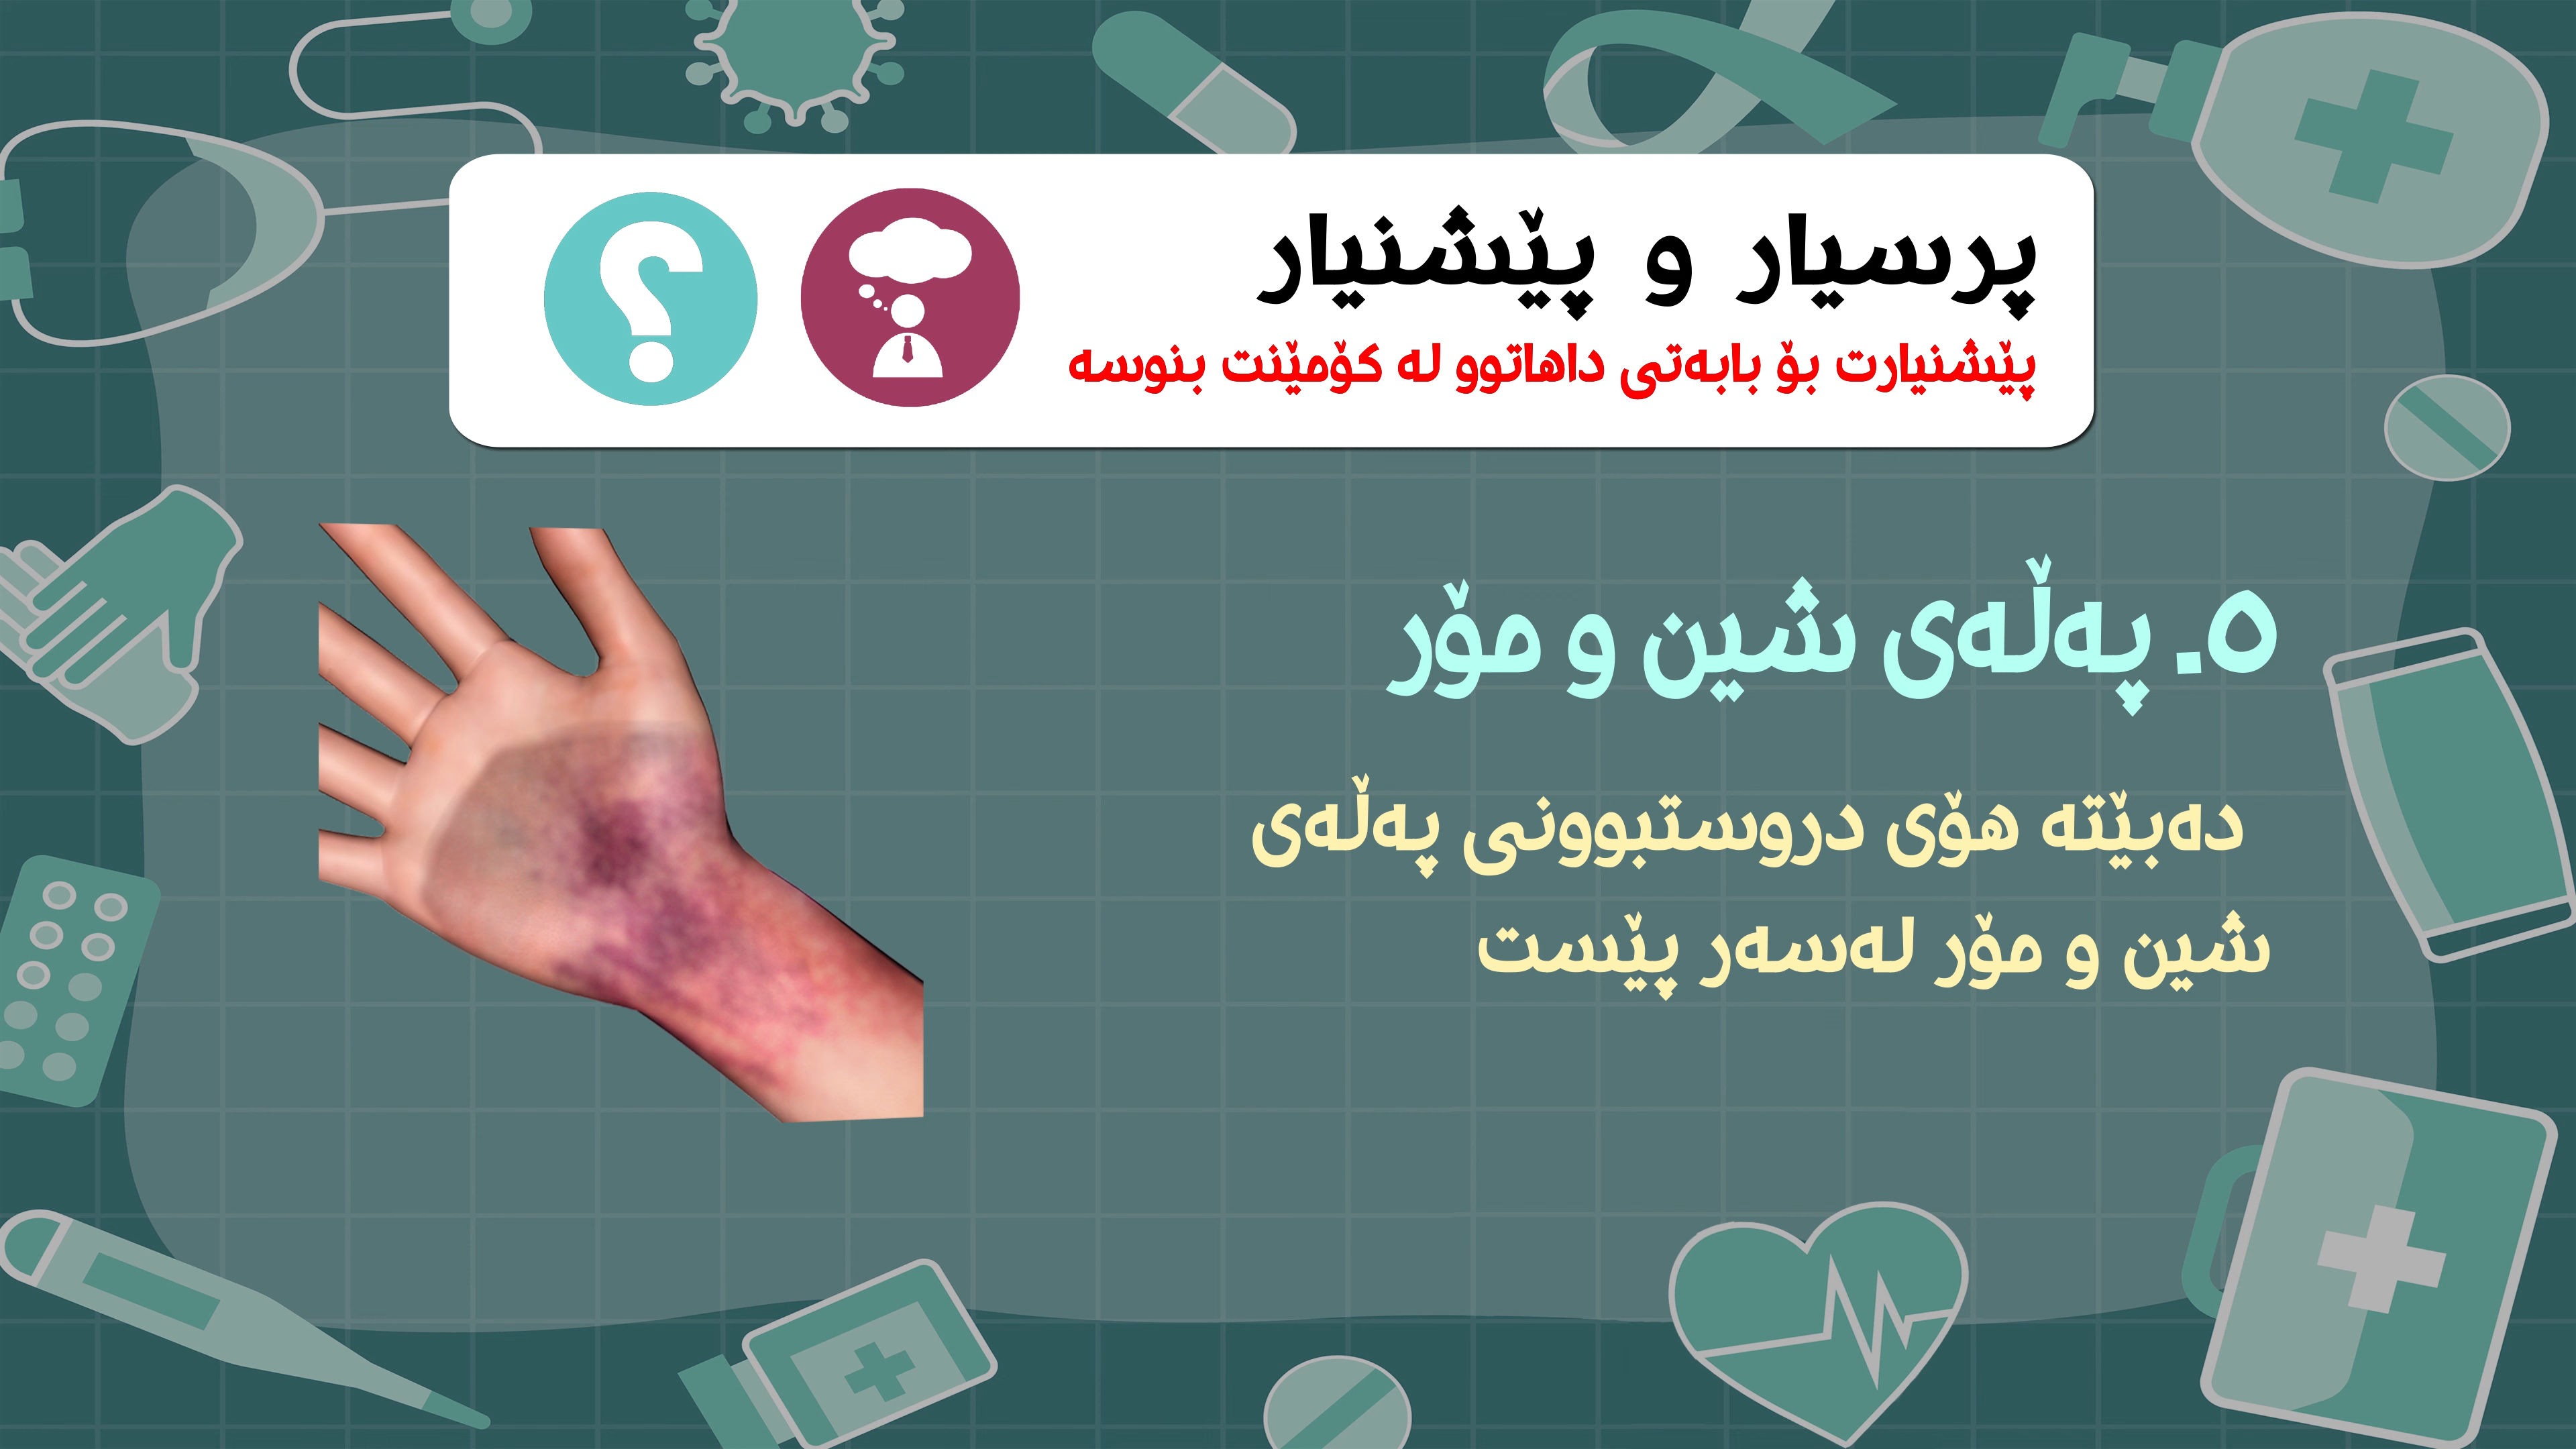 پرسیار و پێشنیار
پێشنیارت بۆ بابەتی داهاتوو لە کۆمێنت بنوسە
٥. پەڵەی شین و مۆر
دەبێتە هۆی دروستبوونی پەڵەی
شین و مۆر لەسەر پێست